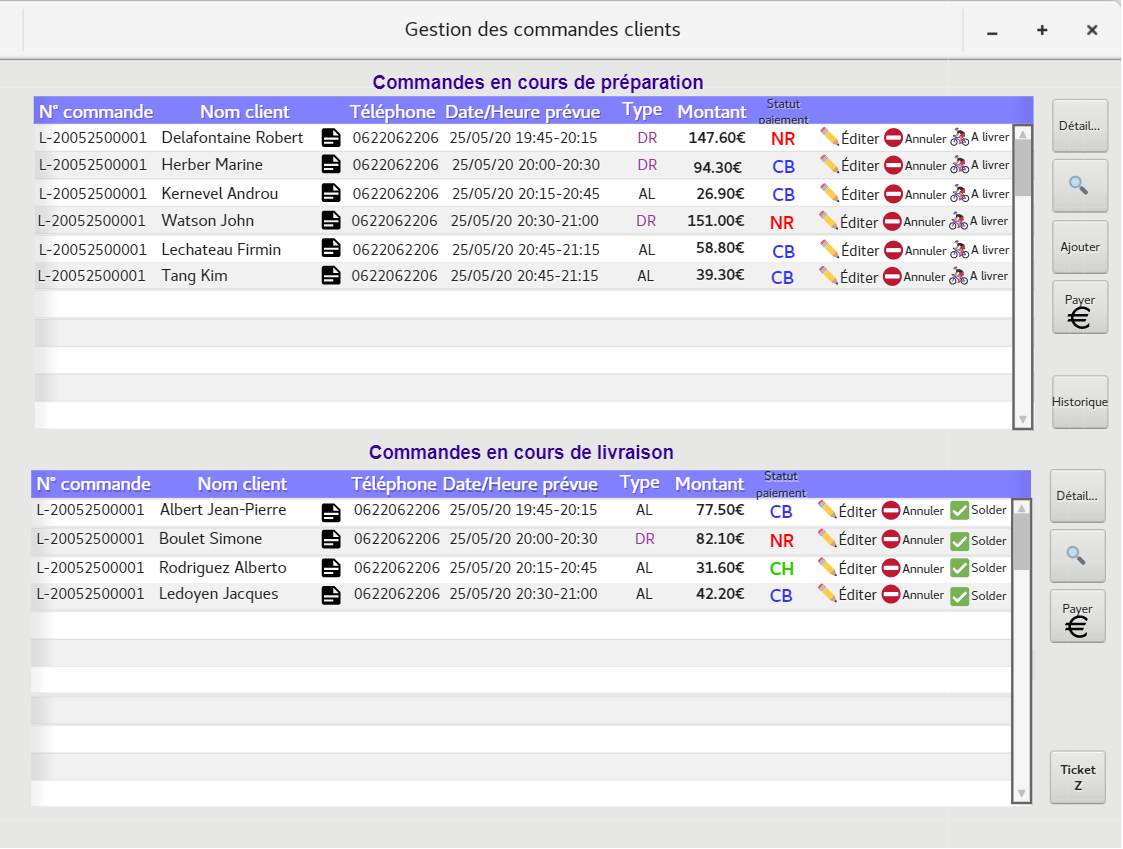 Gestion des commandes clients
Commandes en cours de préparation
N° commande Nom client Téléphone Date/Heure prévue Type Montant Statut paiement
L-20052500001 Delafontaine Robert 0622062206 25/05/20 19:45-20:15 DR 147.60€ NR Éditer Annuler A livrer
L-20052500001 Herber Marine 0622062206 25/05/20 20:00-20:30 DR 94.30€ CB Éditer Annuler A livrer
L-20052500001 Kernevel Androu 0622062206 25/05/20 20:15-20:45 AL 26.90€ CB Éditer Annuler A livrer
L-20052500001 Watson John 0622062206 25/05/20 20:30-21:00 DR 151.00€ NR Éditer Annuler A livrer
L-20052500001 Lechateau Firmin 0622062206 25/05/20 20:45-21:15 AL 58.80€ CB Éditer Annuler A livrer
L-20052500001 Tang Kim 0622062206 25/05/20 20:45-21:15 AL 39.30€ CB Éditer Annuler A livrer
Détail...
Ajouter
Payer
€
Historique
Commandes en cours de livraison
N° commande Nom client Téléphone Date/Heure prévue Type Montant Statut paiement
L-20052500001 Albert Jean-Pierre 0622062206 25/05/20 19:45-20:15 AL 77.50€ CB Éditer Annuler Solder
L-20052500001 Boulet Simone 0622062206 25/05/20 20:00-20:30 DR 82.10€ NR Éditer Annuler Solder
L-20052500001 Rodriguez Alberto 0622062206 25/05/20 20:15-20:45 AL 31.60€ CH Éditer Annuler Solder
L-20052500001 Ledoyen Jacques 0622062206 25/05/20 20:30-21:00 AL 42.20€ CB Éditer Annuler Solder
Détail...
Payer
€
Ticket
Z